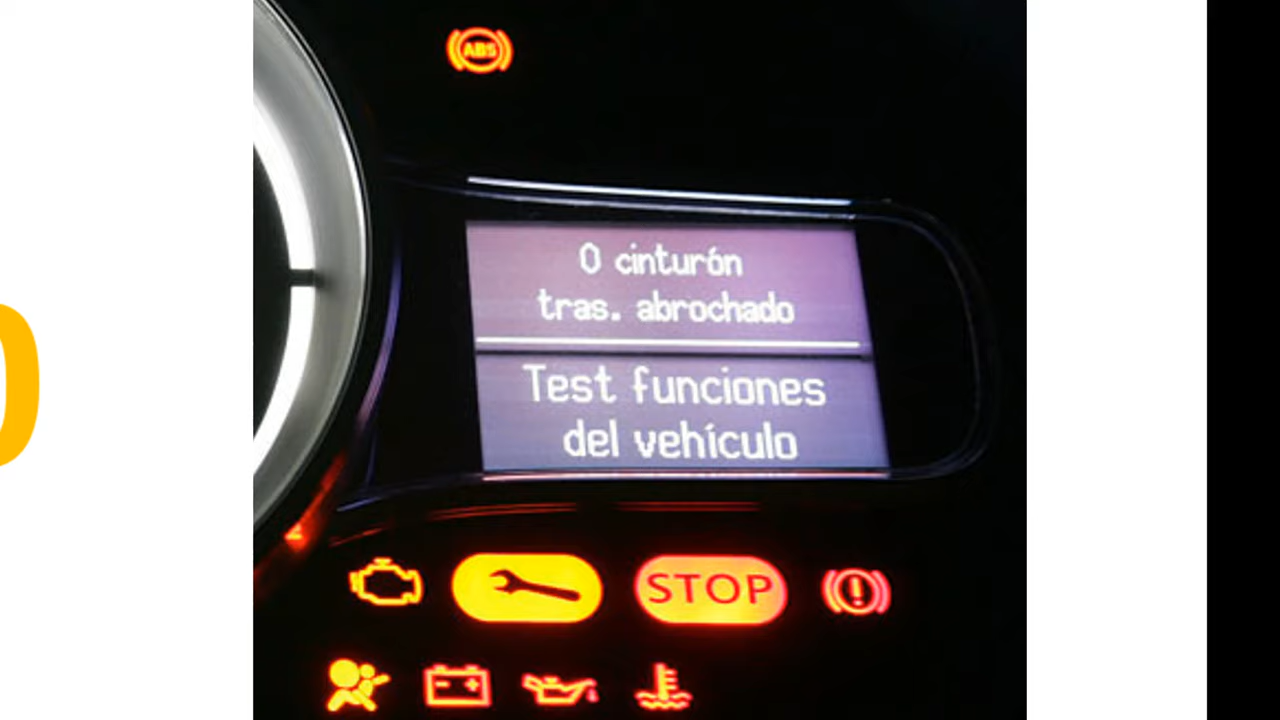 ABS
0 cinturón
tras. abrochado
Test funciones
del vehículo
STOP